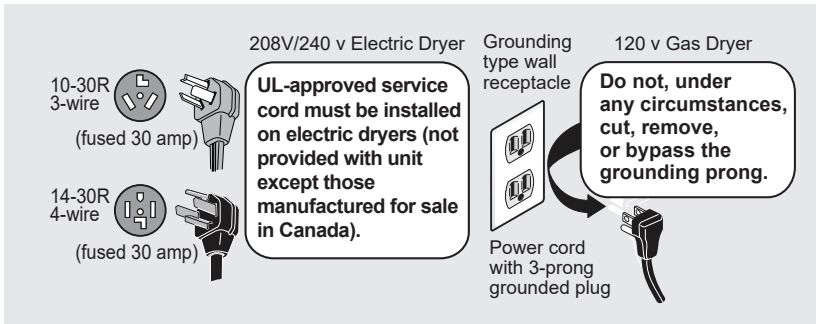 208V/240 v Electric Dryer
10-30R
3-wire
(fused 30 amp)
14-30R
4-wire
(fused 30 amp)
UL-approved service
cord must be installed
on electric dryers (not
provided with unit
except those
manufactured for sale
in Canada).
Grounding
type wall
receptacle
Power cord
with 3-prong
grounded plug
120 v Gas Dryer
Do not, under
any circumstances,
cut, remove,
or bypass the
grounding prong.